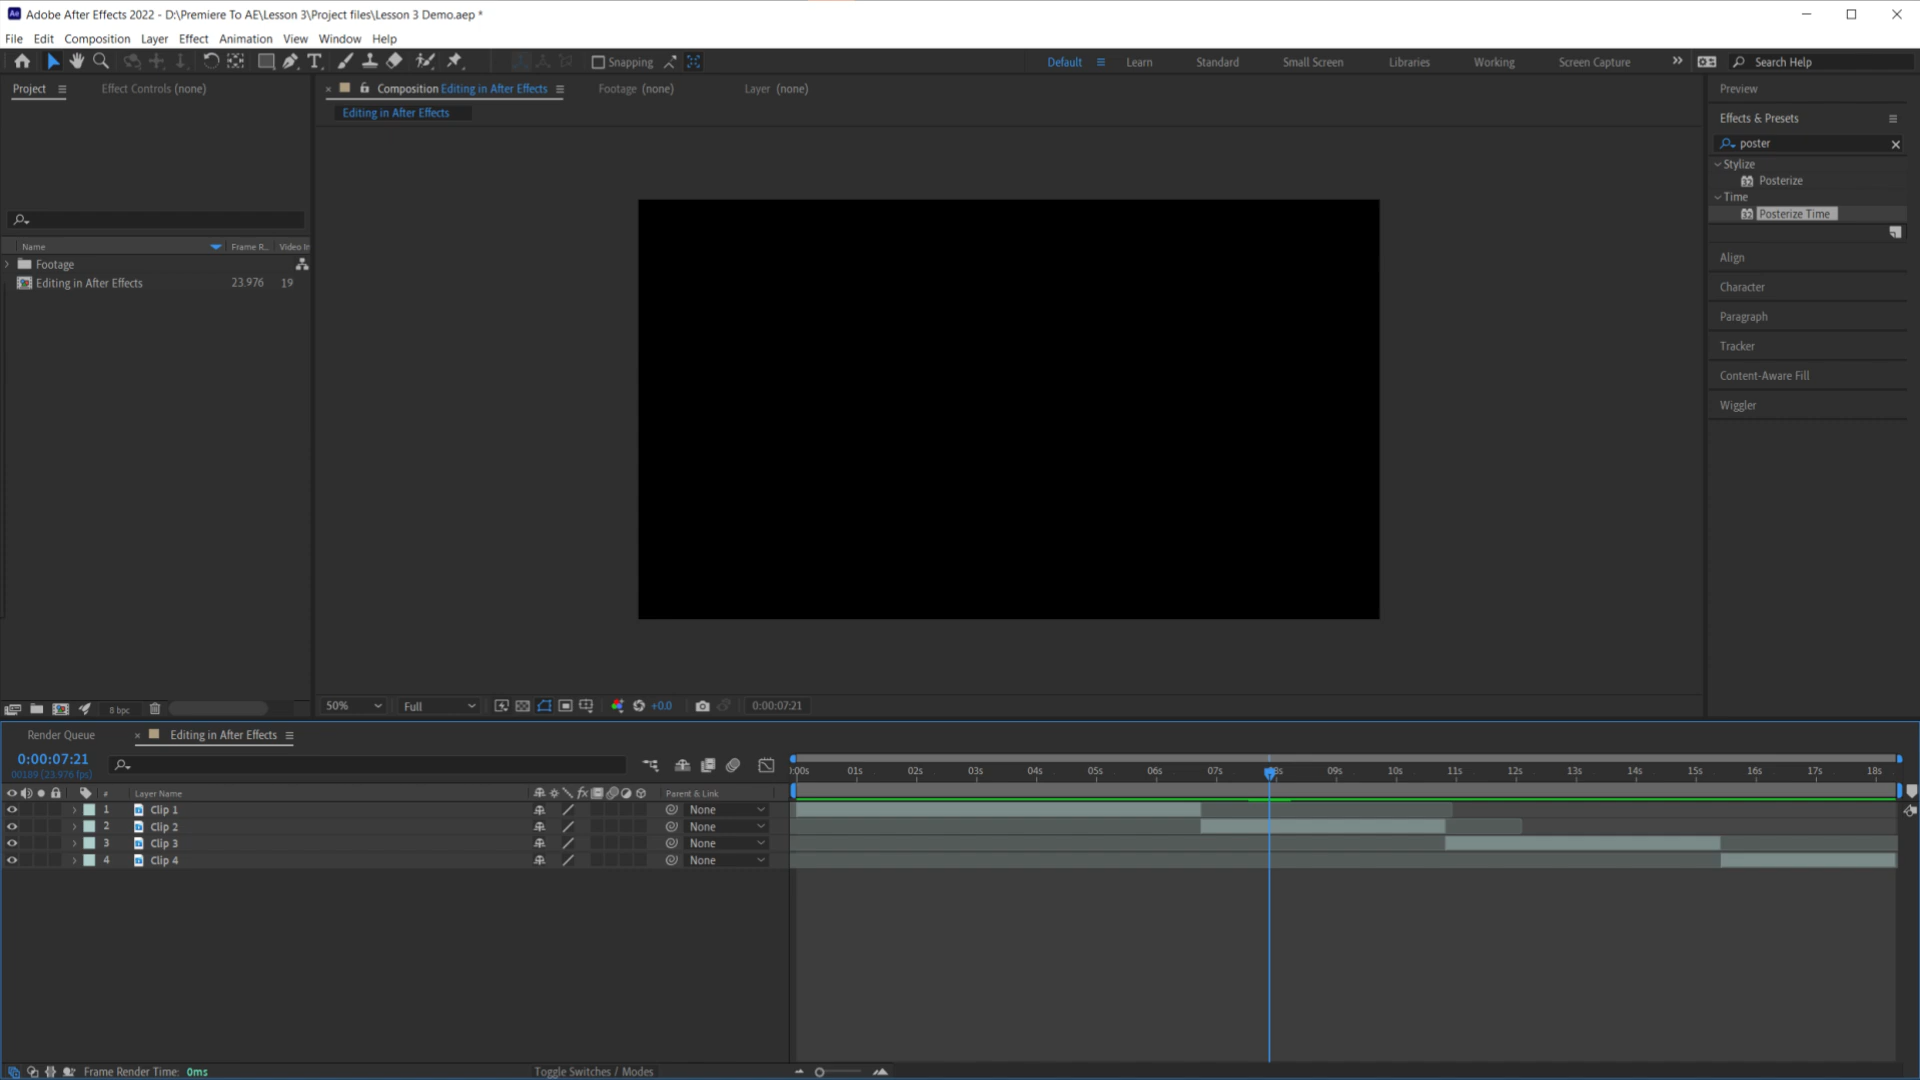 Adobe After Effects 2022 - D:\Premiere To AE\Lesson 3\Project files\Lesson 3 Demo.aep *
File Edit Composition Layer Effect Animation View Window Help
Snapping Default Learn Standard Small Screen Libraries Working Screen Capture Search Help
Project Effect Controls (none) Composition Editing in After Effects Footage (none) Layer (none) Preview
Editing in After Effects
Effects & Presets
poster
Stylize
Posterize
Time
Posterize Time
Align
Character
Paragraph
Tracker
Content-Aware Fill
Wiggler
Name Frame R... Video In
Footage
Editing in After Effects 23.976 19
8 bpc
50% Full +0.0 0:00:07:21
Render Queue Editing in After Effects
0:00:07:21
00189 (23.976 fps)
:00s 01s 02s 03s 04s 05s 06s 07s 08s 09s 10s 11s 12s 13s 14s 15s 16s 17s 18s
# Layer Name Parent & Link
1 Clip 1 None
2 Clip 2 None
3 Clip 3 None
4 Clip 4 None
Frame Render Time: 0ms Toggle Switches / Modes